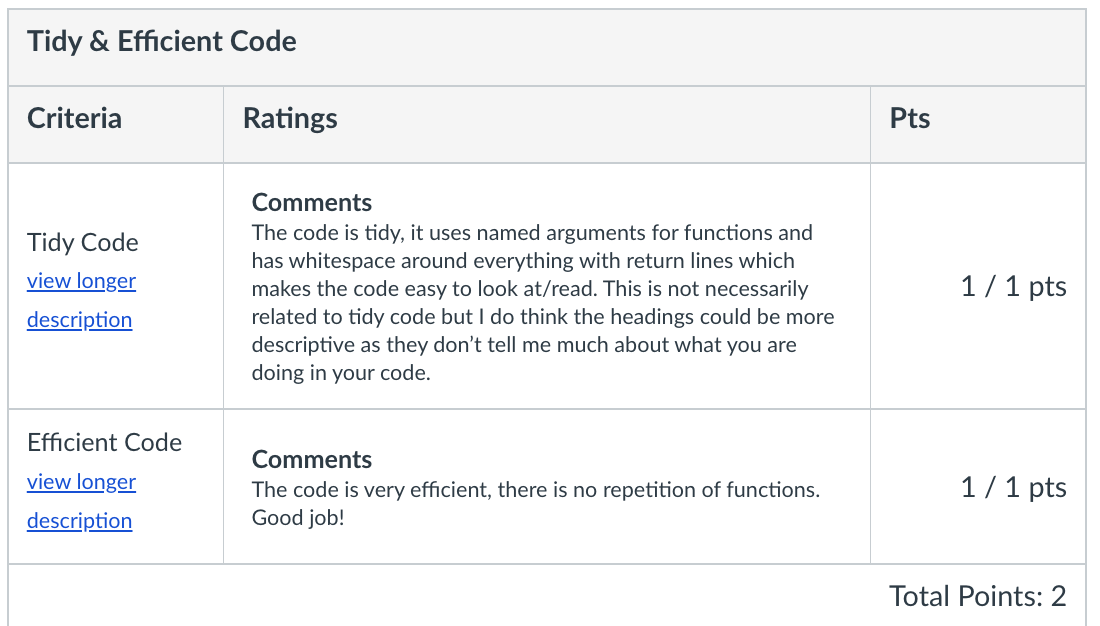 Tidy & Efficient Code
Criteria
Ratings
Pts
Tidy Code
view longer
description
Comments
The code is tidy, it uses named arguments for functions and
has whitespace around everything with return lines which
makes the code easy to look at/read. This is not necessarily
related to tidy code but I do think the headings could be more
descriptive as they don’t tell me much about what you are
doing in your code.
1 / 1 pts
Efficient Code
view longer
description
Comments
The code is very efficient, there is no repetition of functions.
Good job!
1 / 1 pts
Total Points: 2